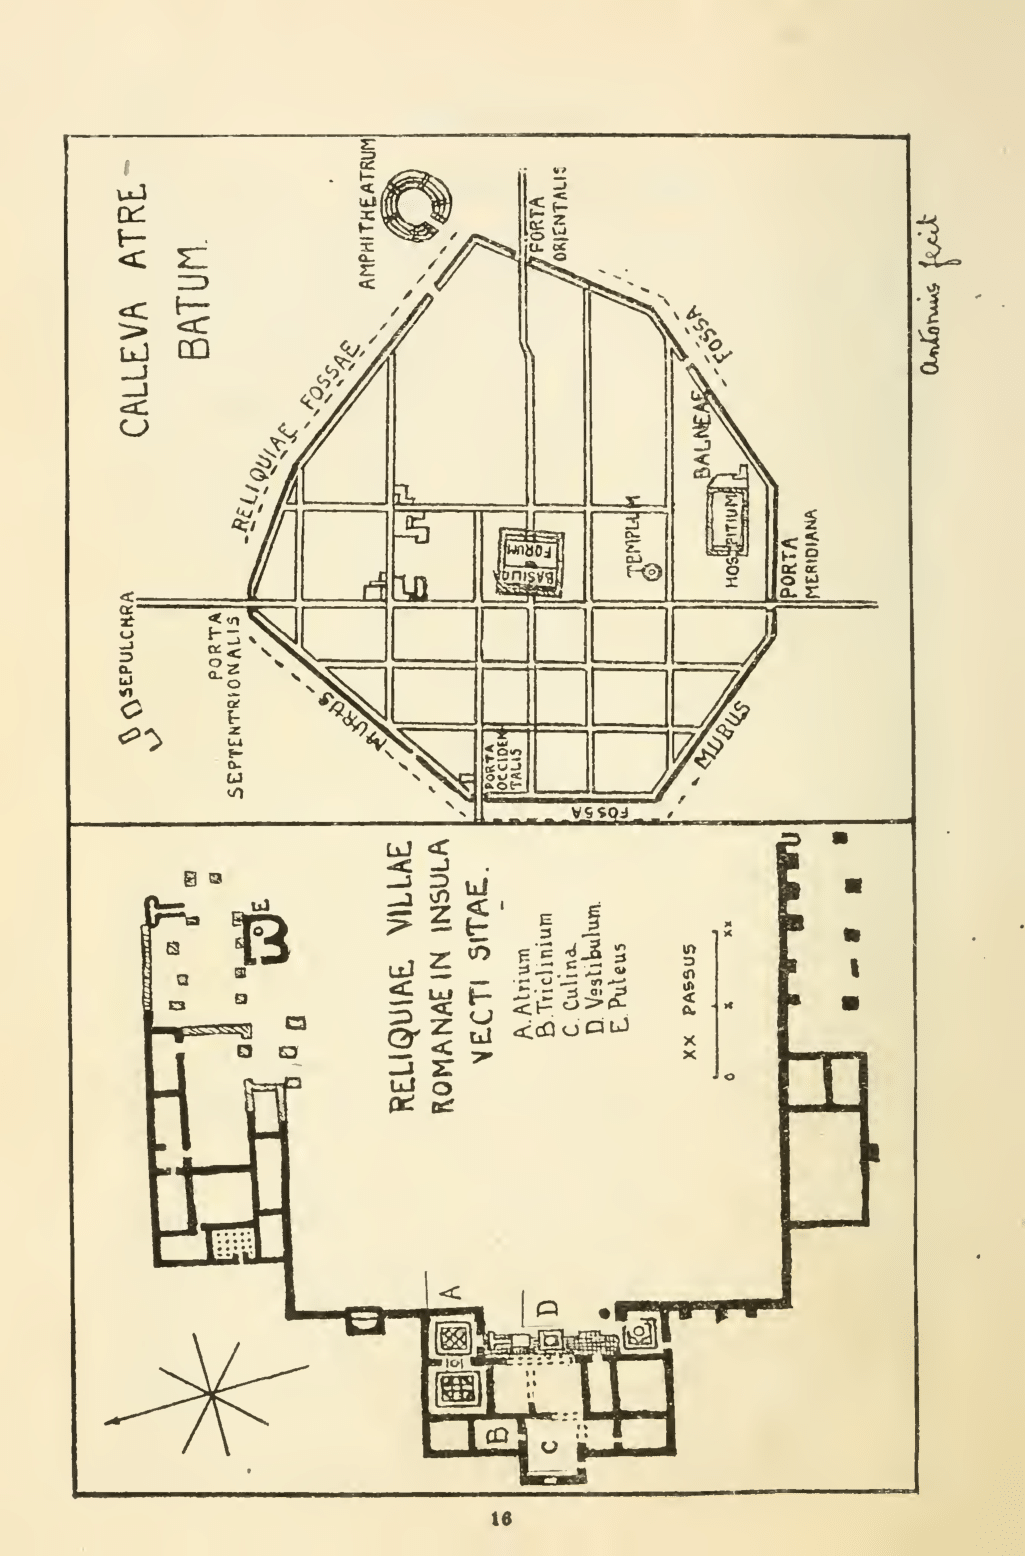 CALLEVA ATRE-
BATUM.
AMPHITHEATRUM
PORTA
ORIENTALIS
RELIQUIAE FOSSAE
FOSSA
BALNEAE
HOSPITIUM
TEMPLUM
FORUM
BASILICA
PORTA
MERIDIANA
SEPULCHRA
PORTA
SEPTENTRIONALIS
MURUS
PORTA
OCCIDEN
TALIS
MURUS
FOSSA
Antonius fecit
RELIQUIAE VILLAE
ROMANAE IN INSULA
VECTI SITAE.
A. Atrium
B. Triclinium
C. Culina
D. Vestibulum.
E. Puteus
XX PASSUS
O X XX
E
A
D
B
C
16